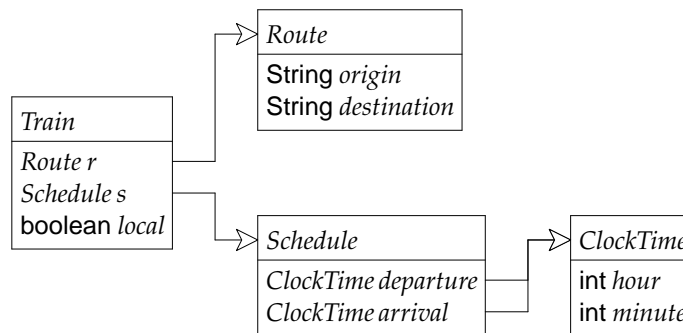 Route
String origin
String destination
Train
Route r
Schedule s
boolean local
Schedule
ClockTime departure
ClockTime arrival
ClockTime
int hour
int minute